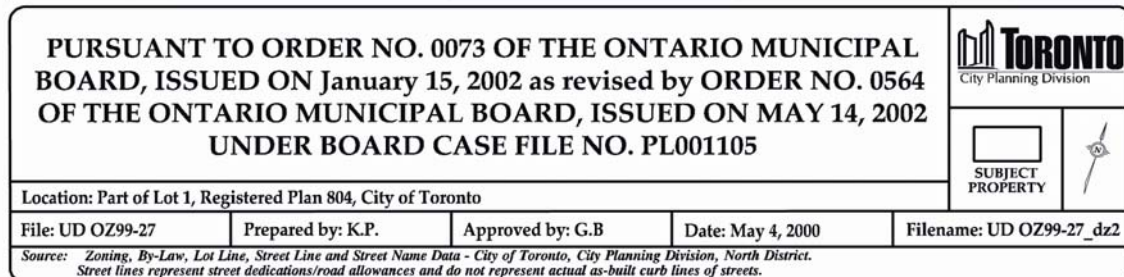 PURSUANT TO ORDER NO. 0073 OF THE ONTARIO MUNICIPAL
BOARD, ISSUED ON January 15, 2002 as revised by ORDER NO. 0564
OF THE ONTARIO MUNICIPAL BOARD, ISSUED ON MAY 14, 2002
UNDER BOARD CASE FILE NO. PL001105
TORONTO
City Planning Division
SUBJECT
PROPERTY
N
Location: Part of Lot 1, Registered Plan 804, City of Toronto
File: UD OZ99-27
Prepared by: K.P.
Approved by: G.B
Date: May 4, 2000
Filename: UD OZ99-27_dz2
Source: Zoning, By-Law, Lot Line, Street Line and Street Name Data - City of Toronto, City Planning Division, North District.
Street lines represent street dedications/road allowances and do not represent actual as-built curb lines of streets.